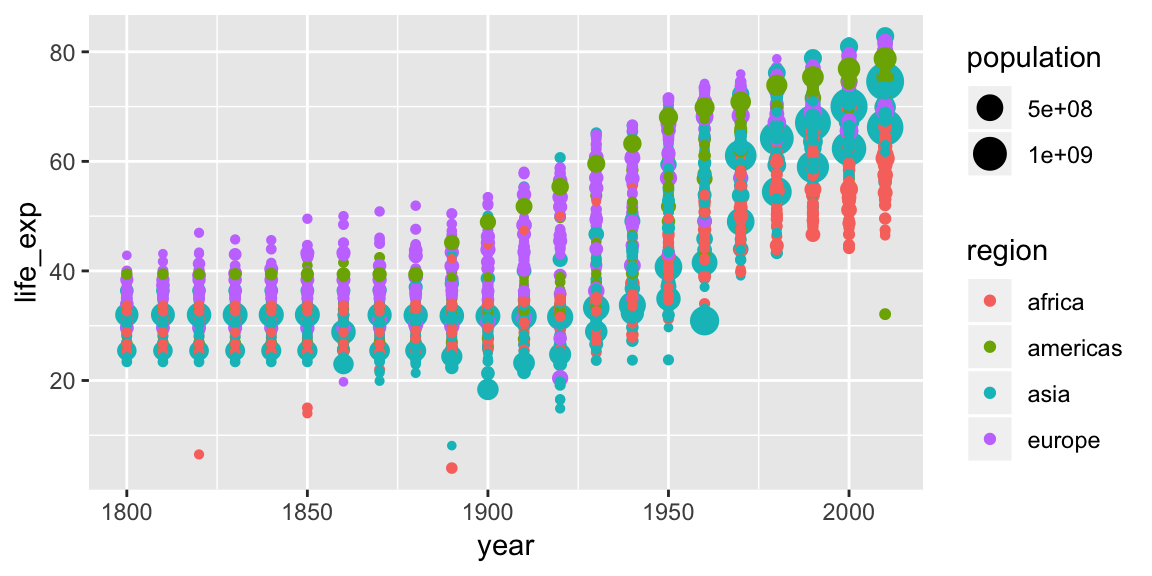 80
60
40
20
life_exp
1800 1850 1900 1950 2000
year
population
5e+08
1e+09
region
africa
americas
asia
europe